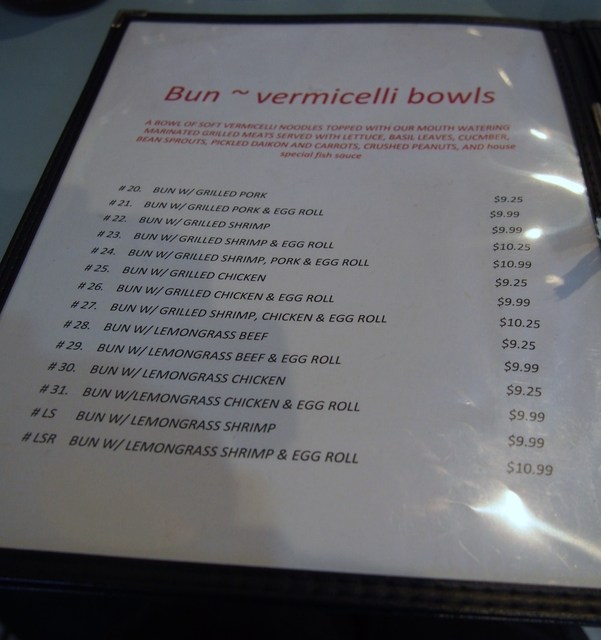 Bun ~ vermicelli bowls
A BOWL OF SOFT VERMICELLI NOODLES TOPPED WITH OUR MOUTH WATERING
MARINATED GRILLED MEATS SERVED WITH LETTUCE, BASIL LEAVES, CUCMBER,
BEAN SPROUTS, PICKLED DAIKON AND CARROTS, CRUSHED PEANUTS, AND house
special fish sauce
#20. BUN W/ GRILLED PORK $9.25
#21. BUN W/ GRILLED PORK & EGG ROLL $9.99
#22. BUN W/ GRILLED SHRIMP $9.99
#23. BUN W/ GRILLED SHRIMP & EGG ROLL $10.25
#24. BUN W/ GRILLED SHRIMP, PORK & EGG ROLL $10.99
#25. BUN W/ GRILLED CHICKEN $9.25
#26. BUN W/ GRILLED CHICKEN & EGG ROLL $9.99
#27. BUN W/ GRILLED SHRIMP, CHICKEN & EGG ROLL $10.25
#28. BUN W/ LEMONGRASS BEEF $9.25
#29. BUN W/ LEMONGRASS BEEF & EGG ROLL $9.99
#30. BUN W/ LEMONGRASS CHICKEN $9.25
#31. BUN W/LEMONGRASS CHICKEN & EGG ROLL $9.99
#LS BUN W/ LEMONGRASS SHRIMP $9.99
#LSR BUN W/ LEMONGRASS SHRIMP & EGG ROLL $10.99